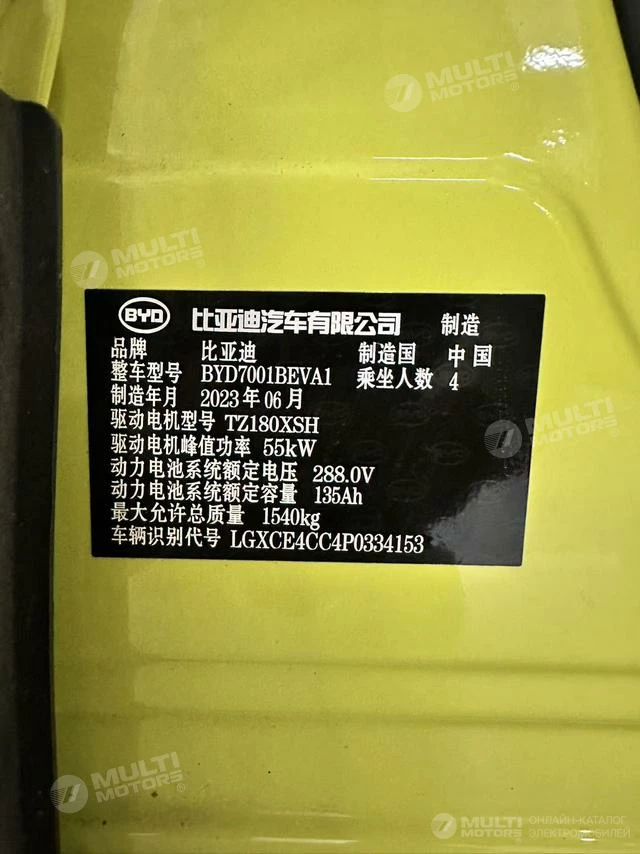 MULTI
MOTORS®
MULTI
MOTORS®
BYD 比亚迪汽车有限公司 制造
品牌 比亚迪 制造国 中国
整车型号 BYD7001BEVA1 乘坐人数 4
制造年月 2023年06月
驱动电机型号 TZ180XSH
驱动电机峰值功率 55kW
动力电池系统额定电压 288.0V
动力电池系统额定容量 135Ah
最大允许总质量 1540kg
车辆识别代号 LGXCE4CC4P0334153
MULTI
MOTORS®
MULTI
MOTORS®
MULTI
MOTORS®
ОНЛАЙН-КАТАЛОГ
ЭЛЕКТРОМОБИЛЕЙ